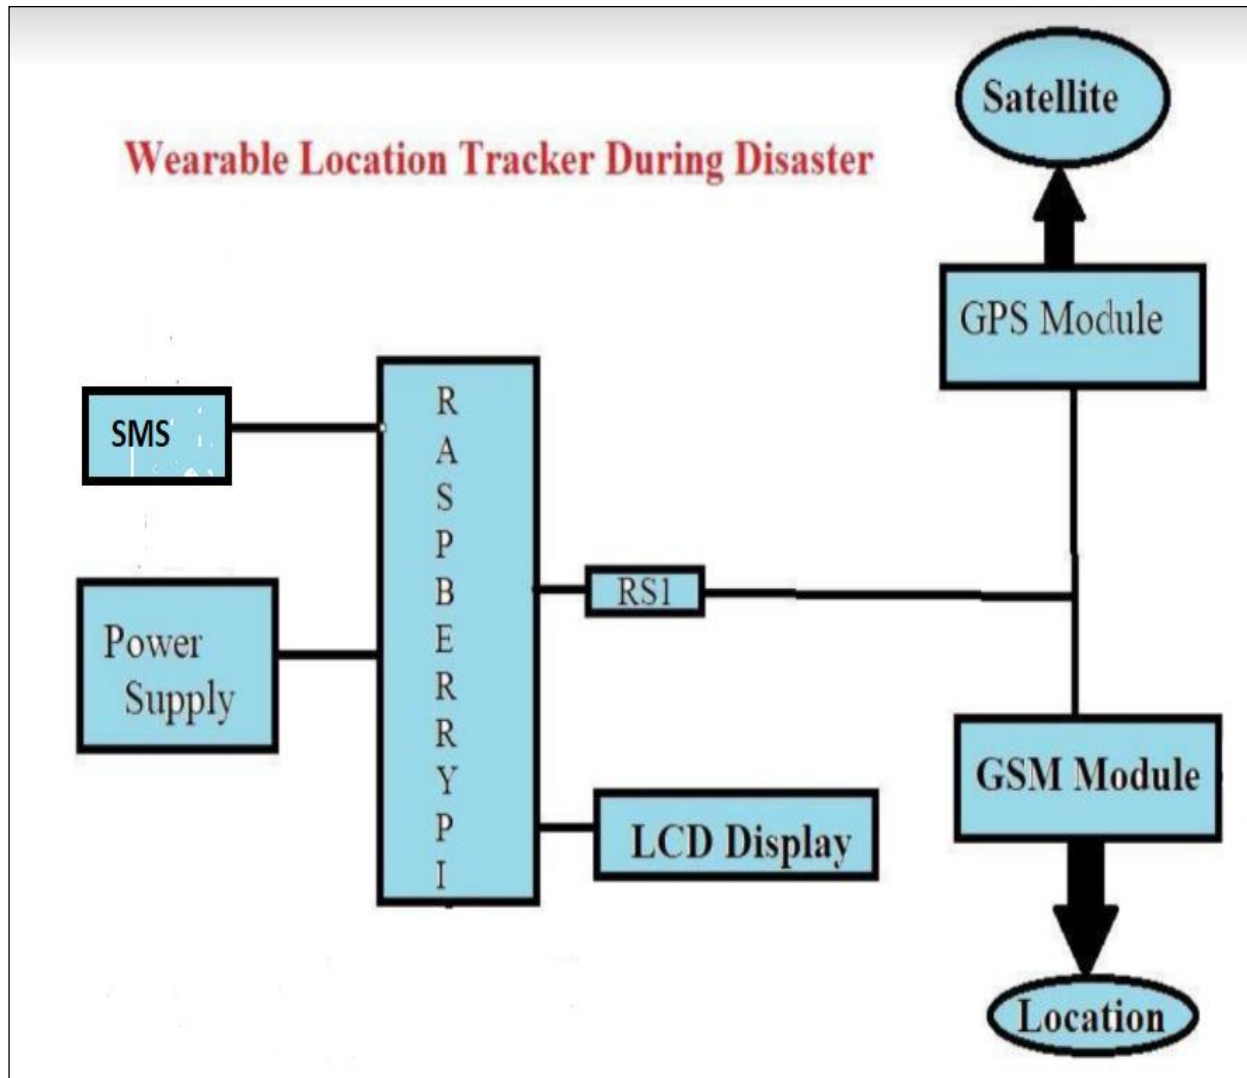 Satellite
Wearable Location Tracker During Disaster
GPS Module
SMS
R
A
S
P
B
E
R
R
Y
P
I
RS1
Power
Supply
GSM Module
LCD Display
Location